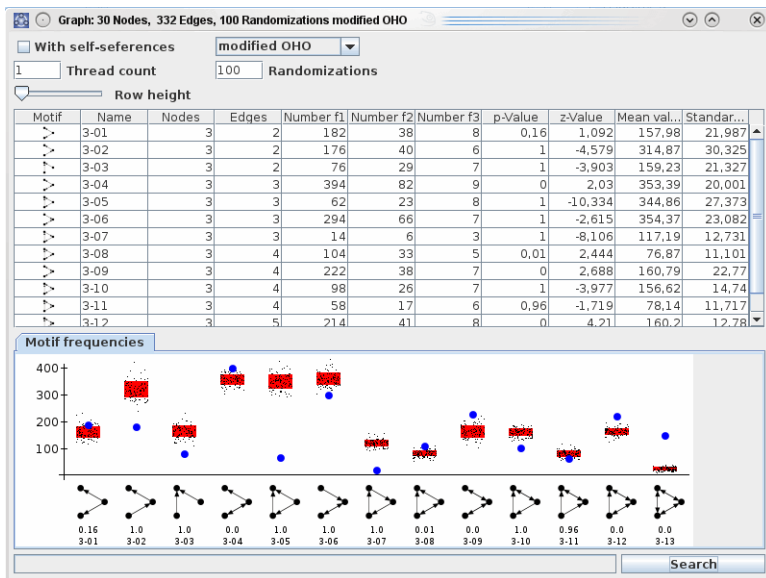 Graph: 30 Nodes, 332 Edges, 100 Randomizations modified OHO
With self-seferences modified OHO
1 Thread count 100 Randomizations
Row height
Motif Name Nodes Edges Number f1 Number f2 Number f3 p-Value z-Value Mean val... Standar...
3-01 3 2 182 38 8 0,16 1,092 157,98 21,987
3-02 3 2 176 40 6 1 -4,579 314,87 30,325
3-03 3 2 76 29 7 1 -3,903 159,23 21,327
3-04 3 3 394 82 9 0 2,03 353,39 20,001
3-05 3 3 62 23 8 1 -10,334 344,86 27,373
3-06 3 3 294 66 7 1 -2,615 354,37 23,082
3-07 3 3 14 6 3 1 -8,106 117,19 12,731
3-08 3 4 104 33 5 0,01 2,444 76,87 11,101
3-09 3 4 222 38 7 0 2,688 160,79 22,77
3-10 3 4 98 26 7 1 -3,977 156,62 14,74
3-11 3 4 58 17 6 0,96 -1,719 78,14 11,717
3-12 3 5 214 41 8 0 4,21 160,2 12,78
Motif frequencies
400
300
200
100
0.16 1.0 1.0 0.0 1.0 1.0 1.0 0.01 0.0 1.0 0.96 0.0 0.0
3-01 3-02 3-03 3-04 3-05 3-06 3-07 3-08 3-09 3-10 3-11 3-12 3-13
Search